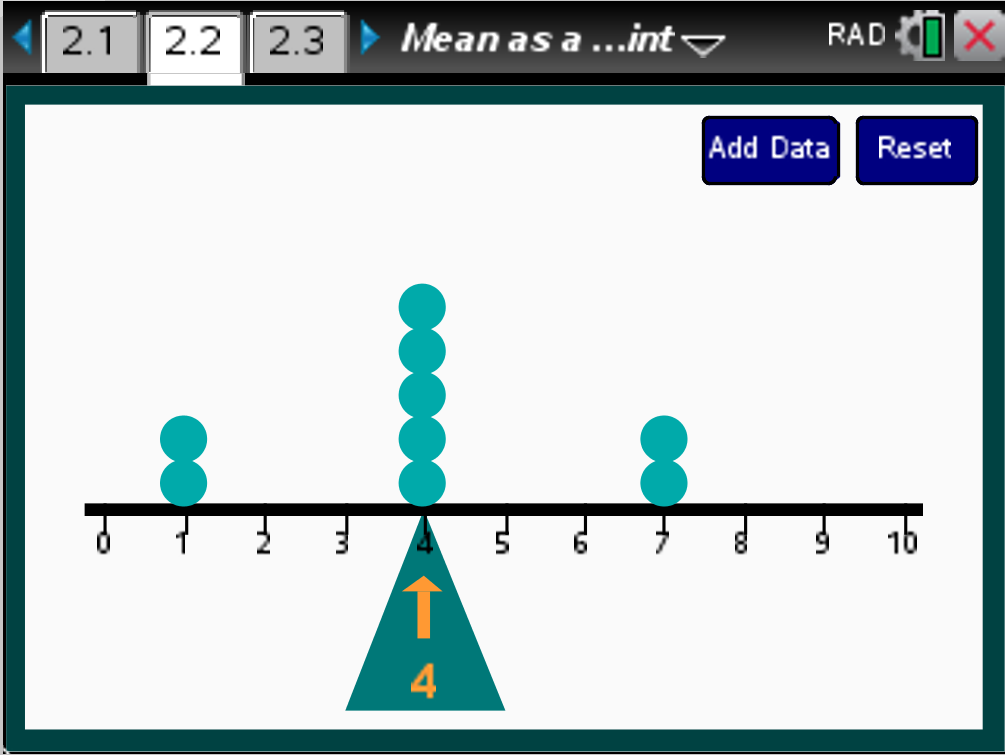 2.1 2.2 2.3 Mean as a ...int RAD
Add Data Reset
0 1 2 3 4 5 6 7 8 9 10
4